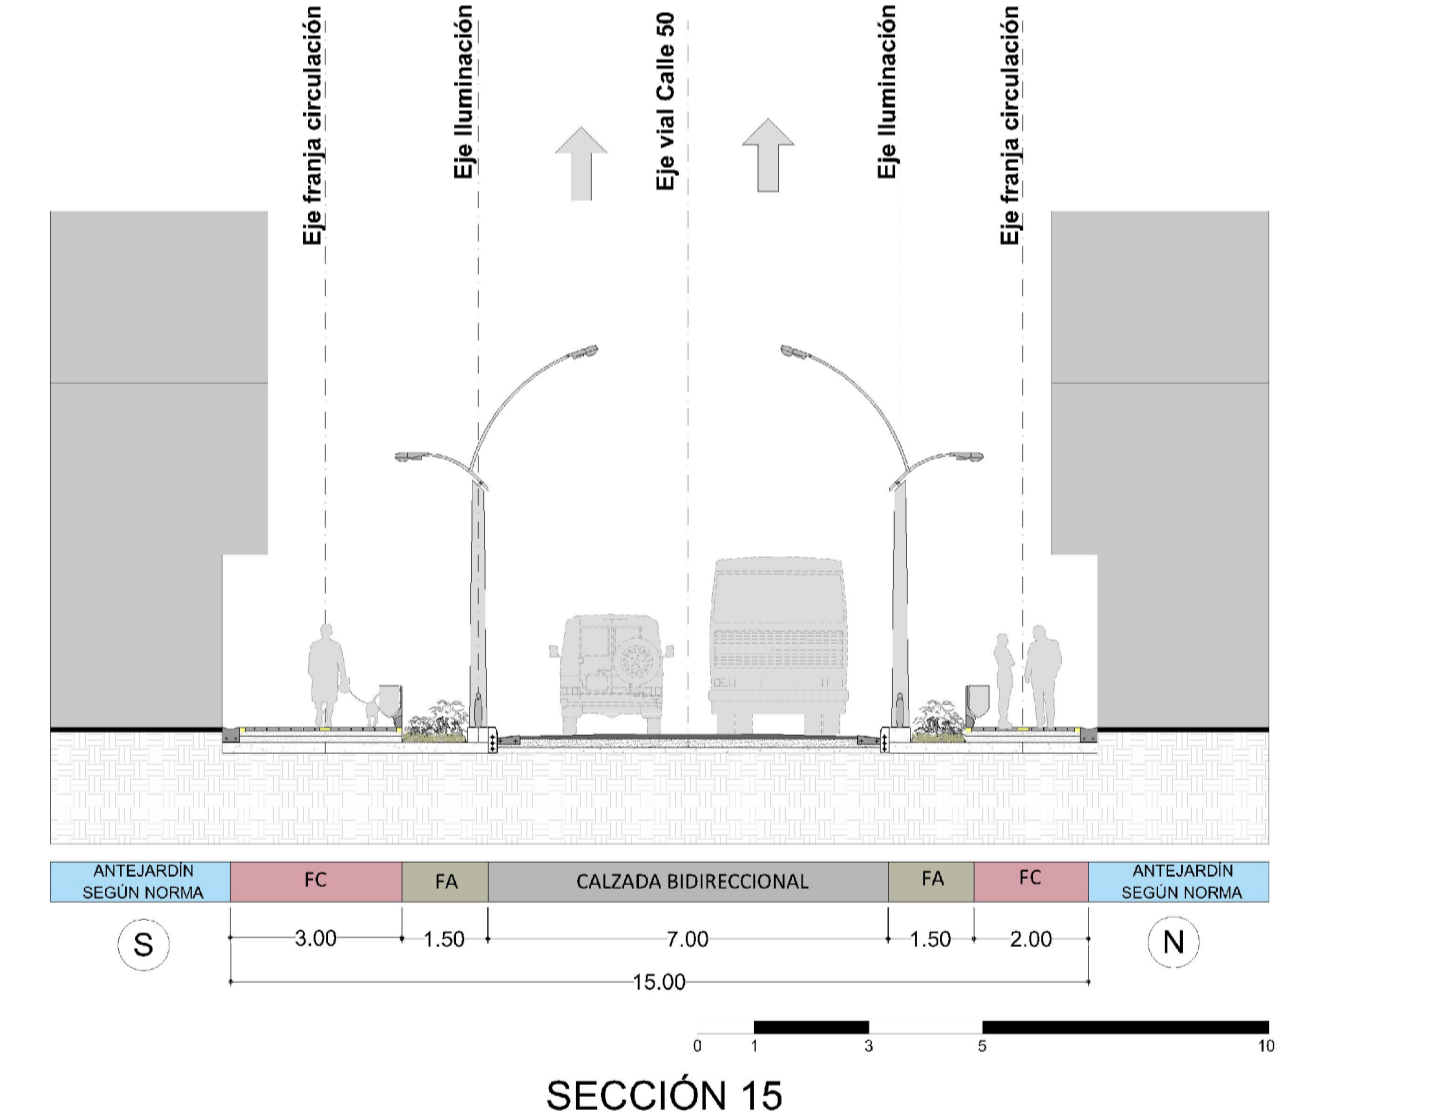 Eje franja circulación
Eje Iluminación
Eje vial Calle 50
Eje Iluminación
Eje franja circulación
ANTEJARDÍN
SEGÚN NORMA
FC
FA
CALZADA BIDIRECCIONAL
FA
FC
ANTEJARDÍN
SEGÚN NORMA
S
3.00
1.50
7.00
1.50
2.00
N
15.00
0 1 3 5 10
SECCIÓN 15